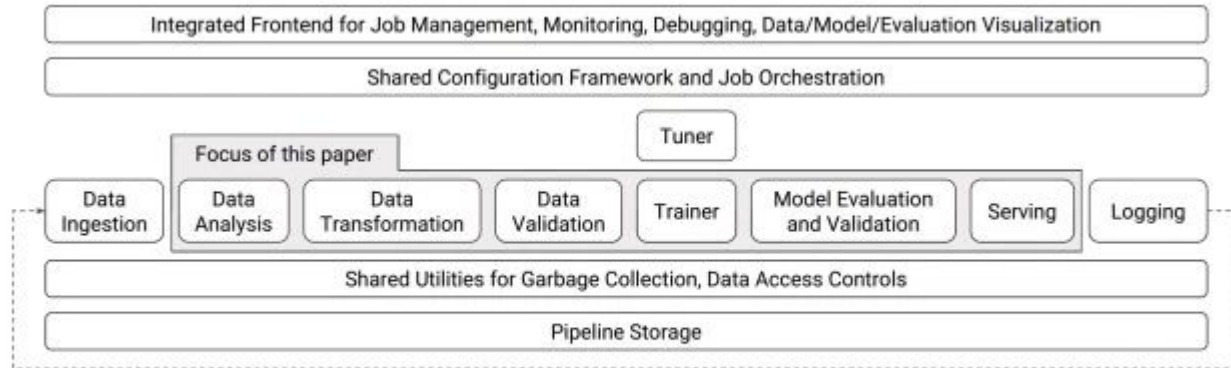 Integrated Frontend for Job Management, Monitoring, Debugging, Data/Model/Evaluation Visualization
Shared Configuration Framework and Job Orchestration
Tuner
Focus of this paper
Data
Ingestion
Data
Analysis
Data
Transformation
Data
Validation
Trainer
Model Evaluation
and Validation
Serving
Logging
Shared Utilities for Garbage Collection, Data Access Controls
Pipeline Storage